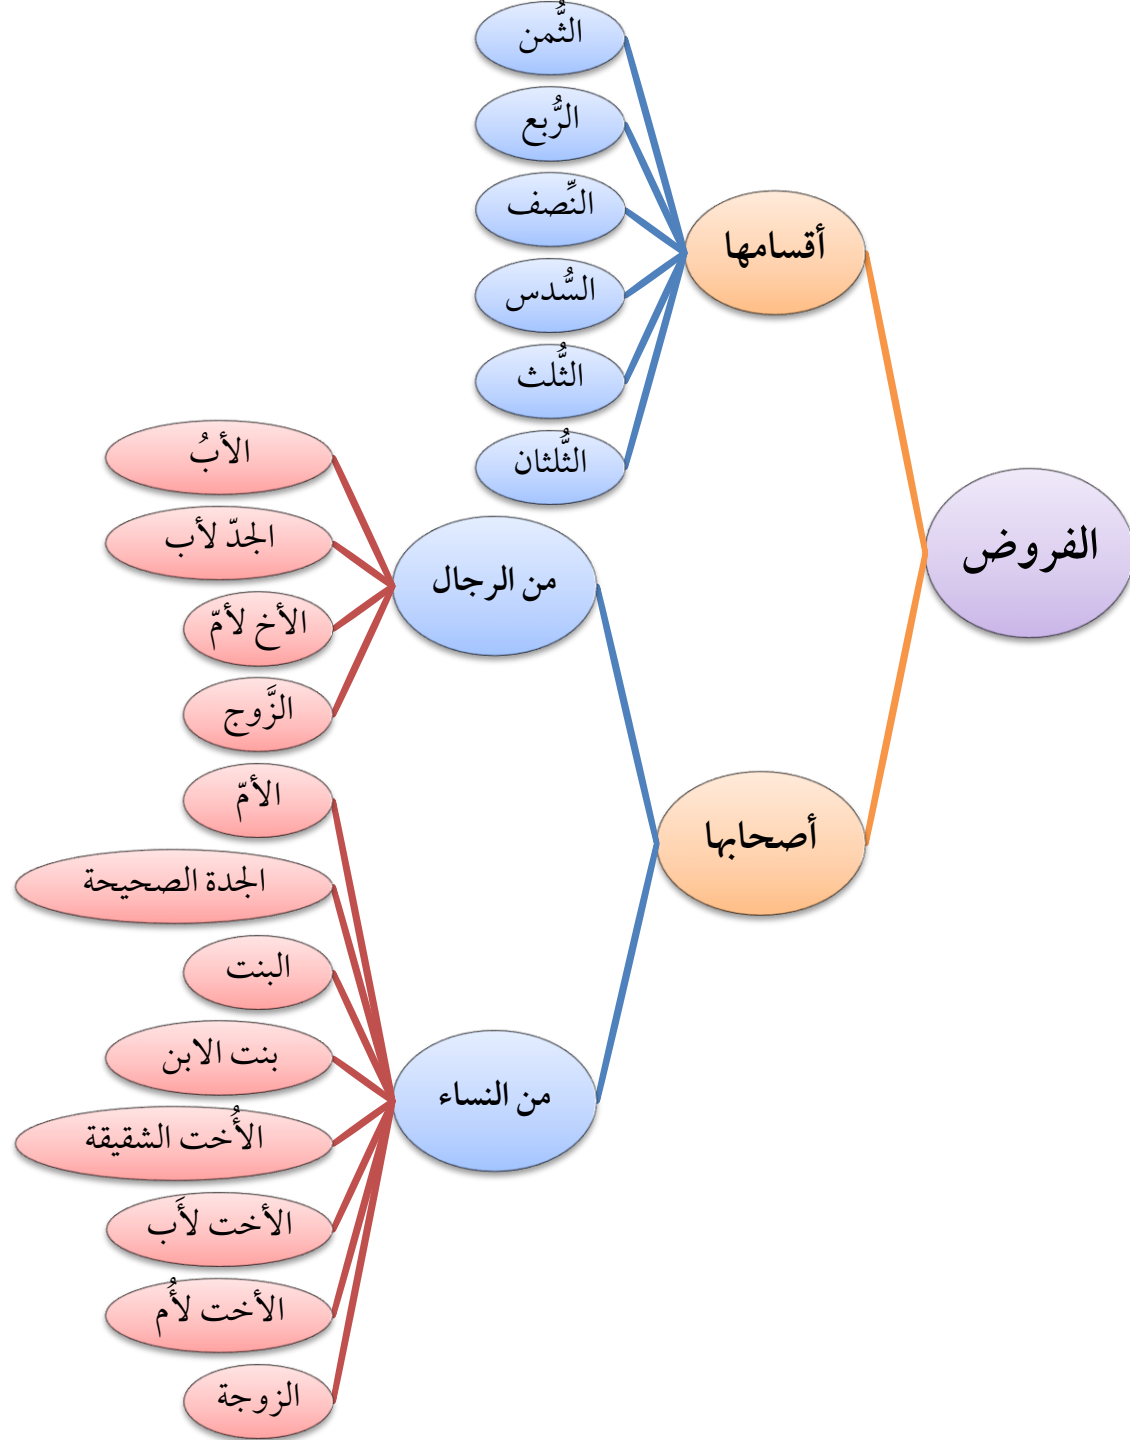 الفروض
أقسامها
الثُّمن
الرُّبع
النِّصف
السُّدس
الثُّلث
الثُّلثان
أصحابها
من الرجال
الأبُ
الجدّ لأب
الأخ لأمّ
الزَّوج
من النساء
الأمّ
الجدة الصحيحة
البنت
بنت الابن
الأُخت الشقيقة
الأخت لأَب
الأخت لأُم
الزوجة